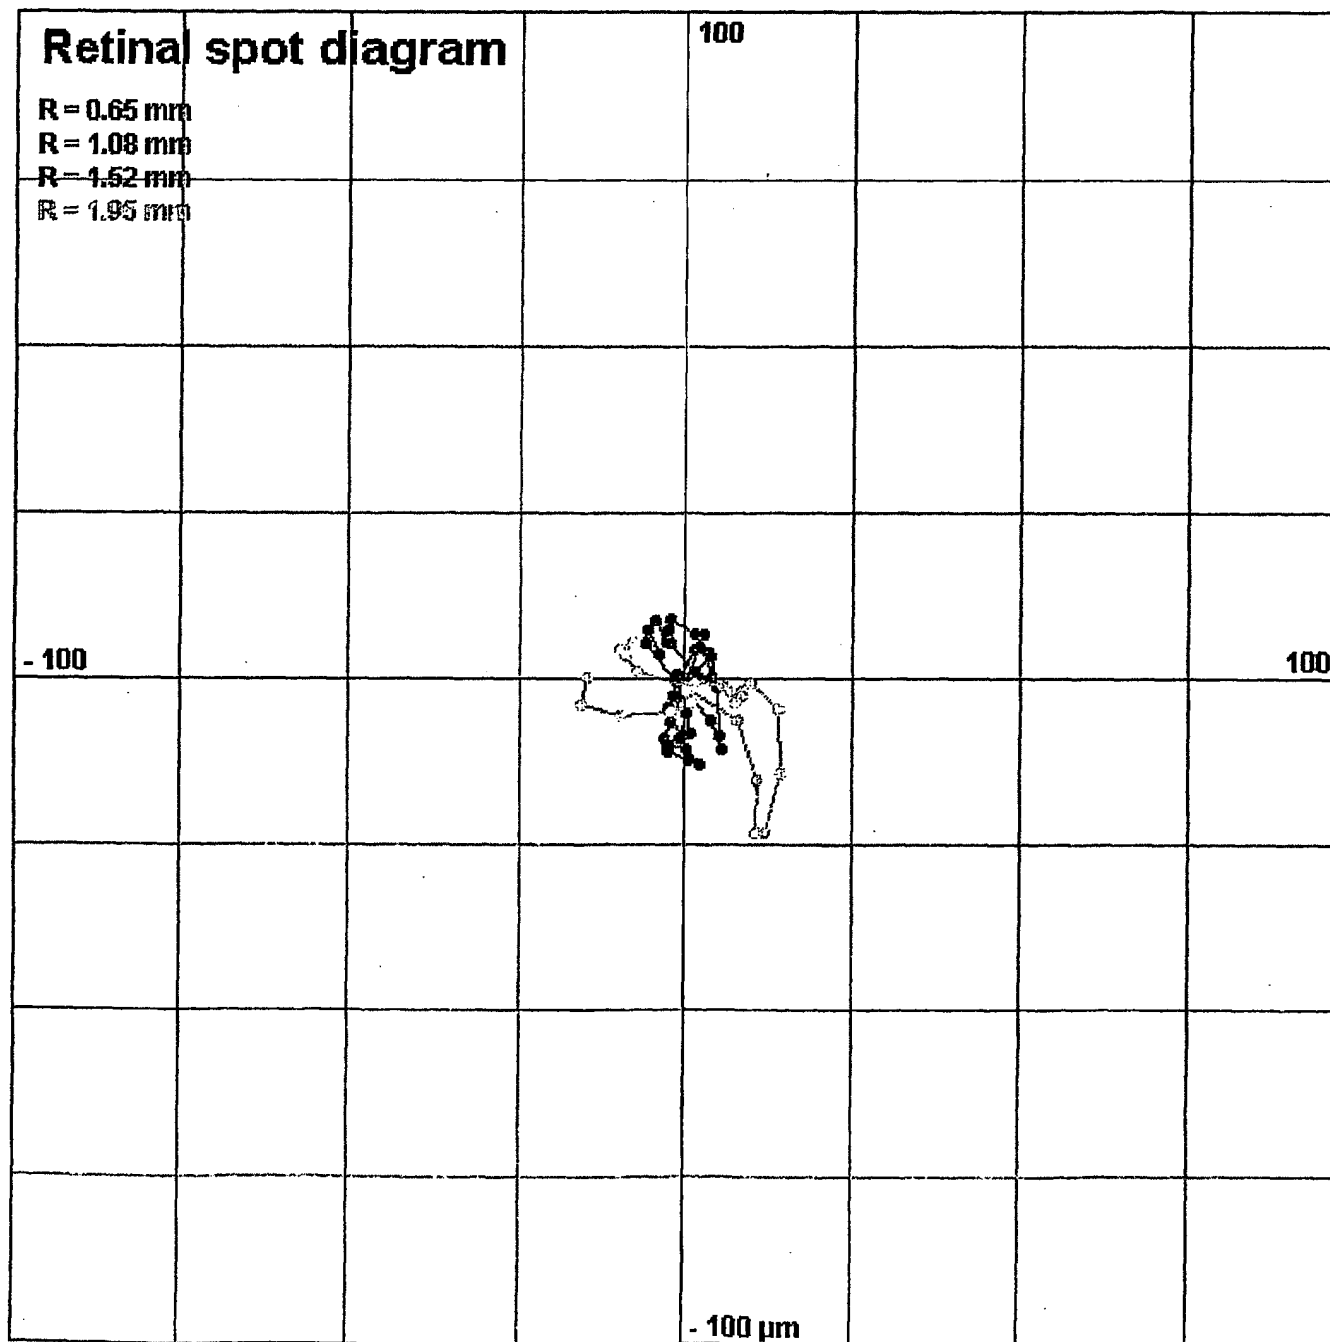 Retinal spot diagram
100
R = 0.65 mm
R = 1.08 mm
R = 1.52 mm
R = 1.95 mm
- 100
100
- 100 µm